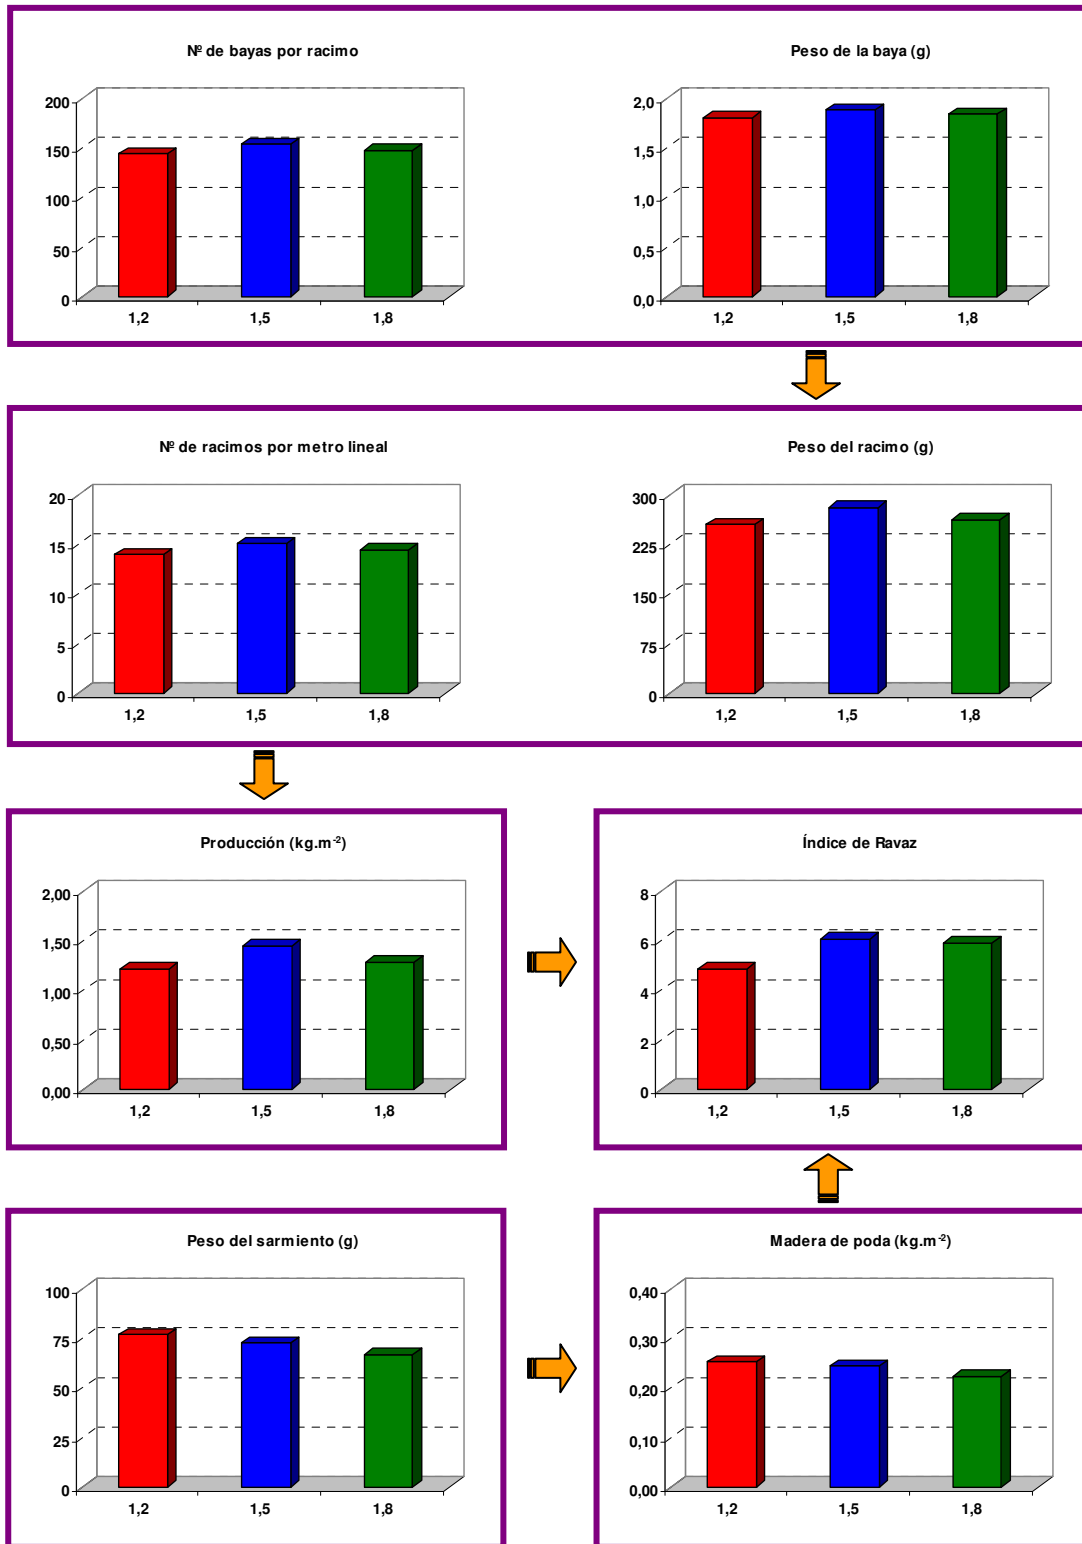 Nº de bayas por racimo
200
150
100
50
0
1,2 1,5 1,8
Peso de la baya (g)
2,0
1,5
1,0
0,5
0,0
1,2 1,5 1,8
Nº de racimos por metro lineal
20
15
10
5
0
1,2 1,5 1,8
Peso del racimo (g)
300
225
150
75
0
1,2 1,5 1,8
Producción (kg.m⁻²)
2,00
1,50
1,00
0,50
0,00
1,2 1,5 1,8
Índice de Ravaz
8
6
4
2
0
1,2 1,5 1,8
Peso del sarmiento (g)
100
75
50
25
0
1,2 1,5 1,8
Madera de poda (kg.m⁻²)
0,40
0,30
0,20
0,10
0,00
1,2 1,5 1,8